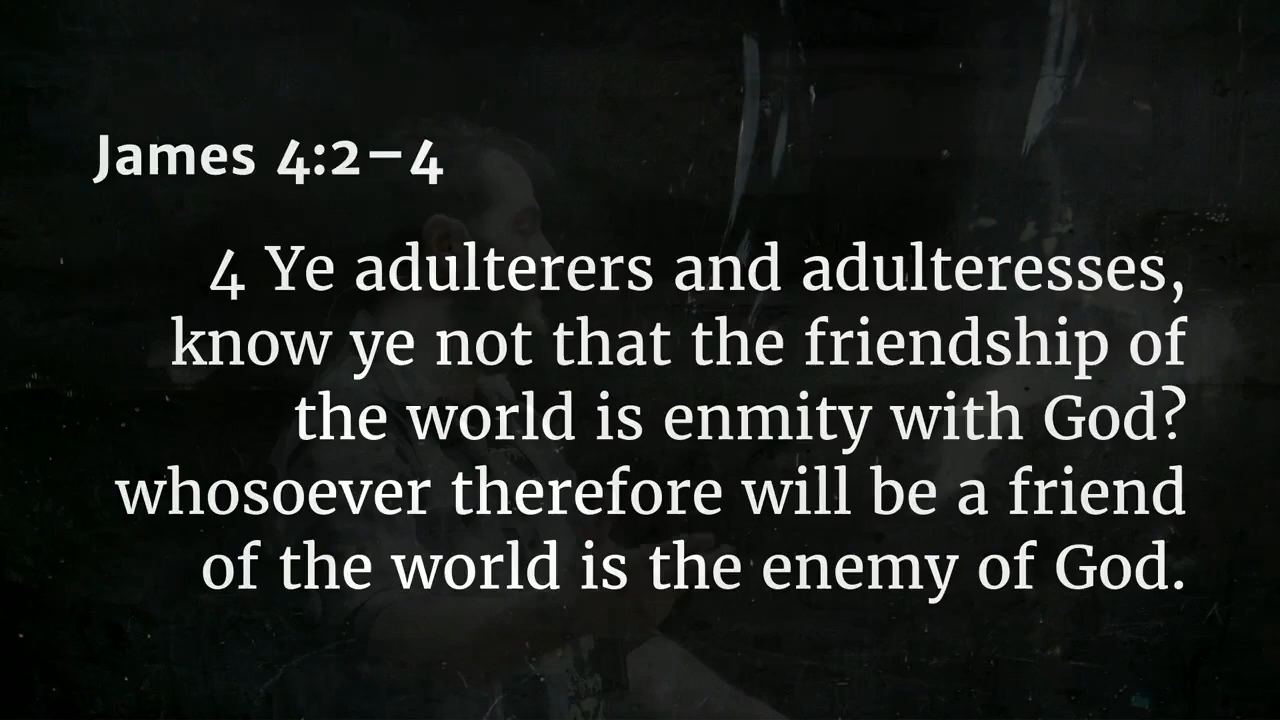 James 4:2–4
4 Ye adulterers and adulteresses,
know ye not that the friendship of
the world is enmity with God?
whosoever therefore will be a friend
of the world is the enemy of God.